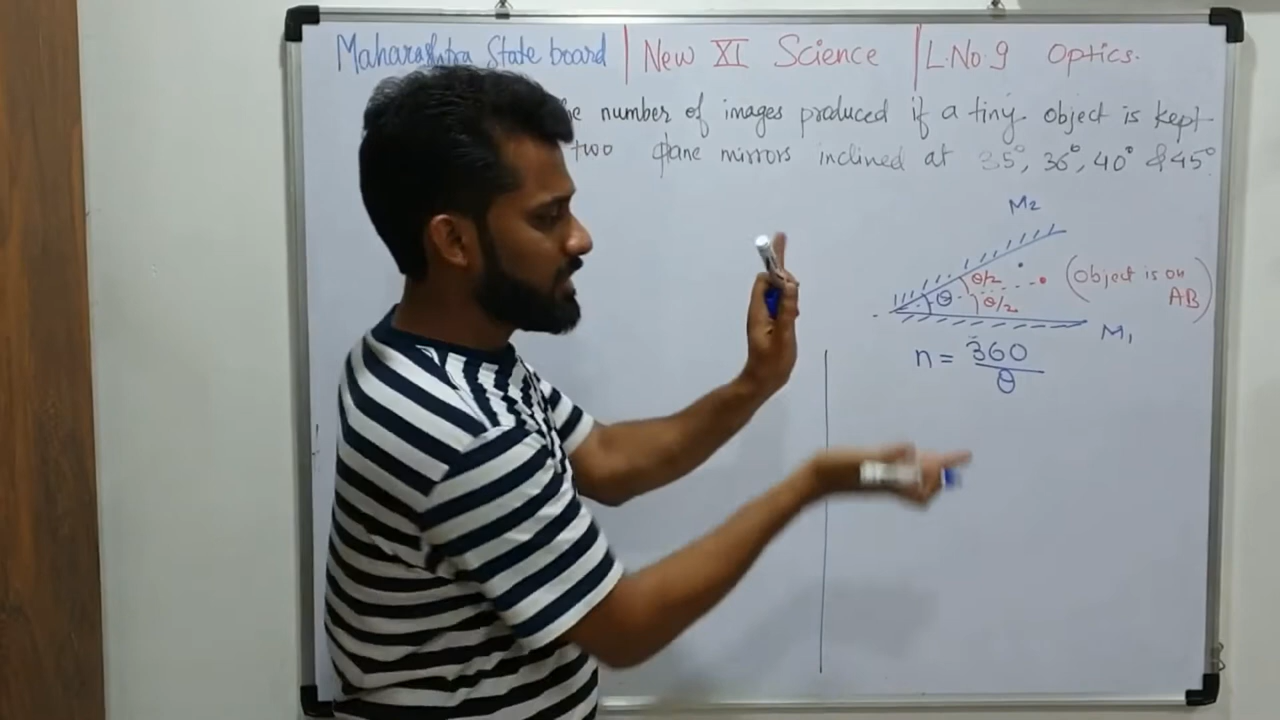 Maharashtra State board | New XI Science | L.No.9 Optics.
number of images produced if a tiny object is kept
two plane mirrors inclined at 35°, 36°, 40° & 45°
M₂
θ/2
(Object is on AB)
θ
θ/2
M₁
n = 360/θ